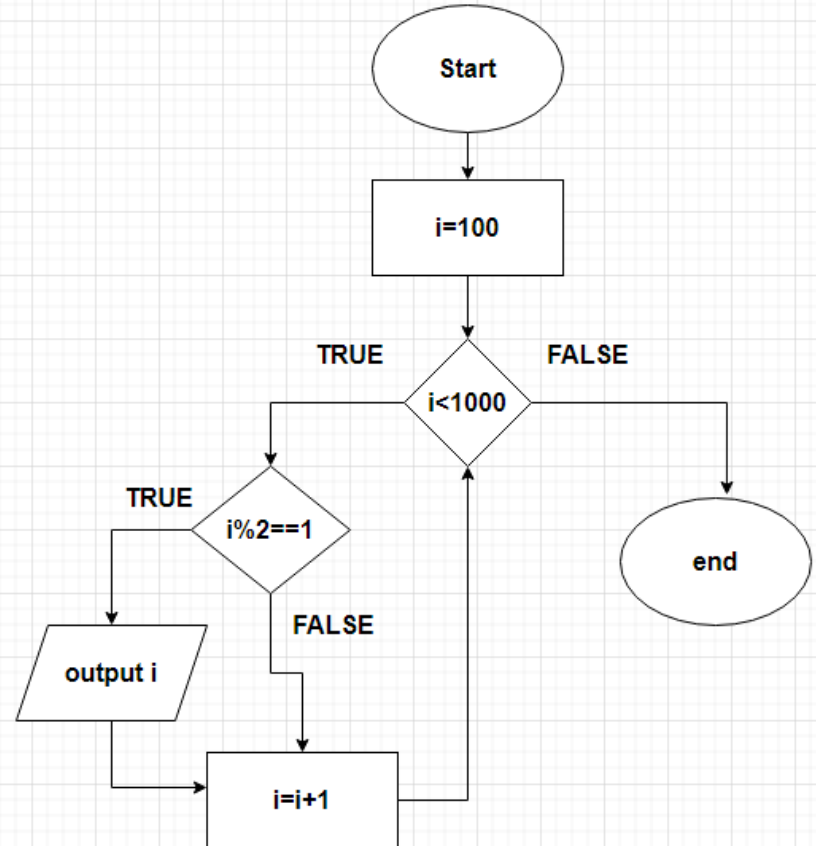 Start
i=100
TRUE
FALSE
i<1000
TRUE
i%2==1
end
FALSE
output i
i=i+1